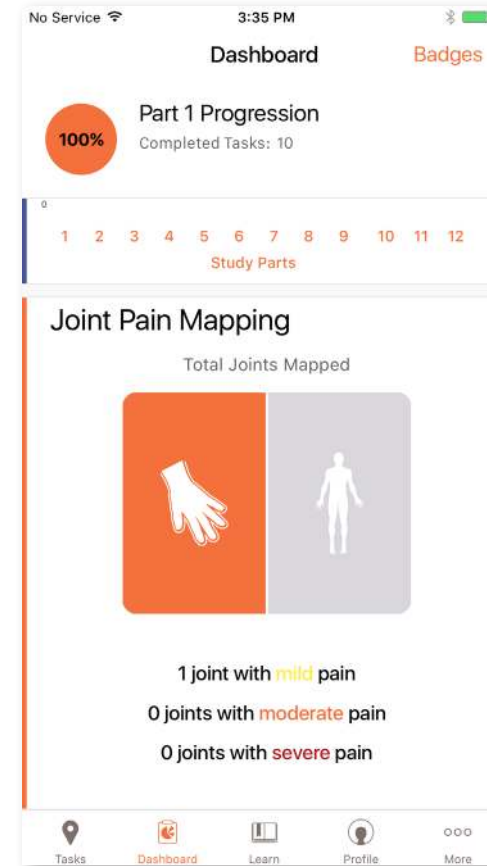 No Service 3:35 PM
Dashboard Badges
Part 1 Progression
100% Completed Tasks: 10
0
1 2 3 4 5 6 7 8 9 10 11 12
Study Parts
Joint Pain Mapping
Total Joints Mapped
1 joint with mild pain
0 joints with moderate pain
0 joints with severe pain
Tasks Dashboard Learn Profile More